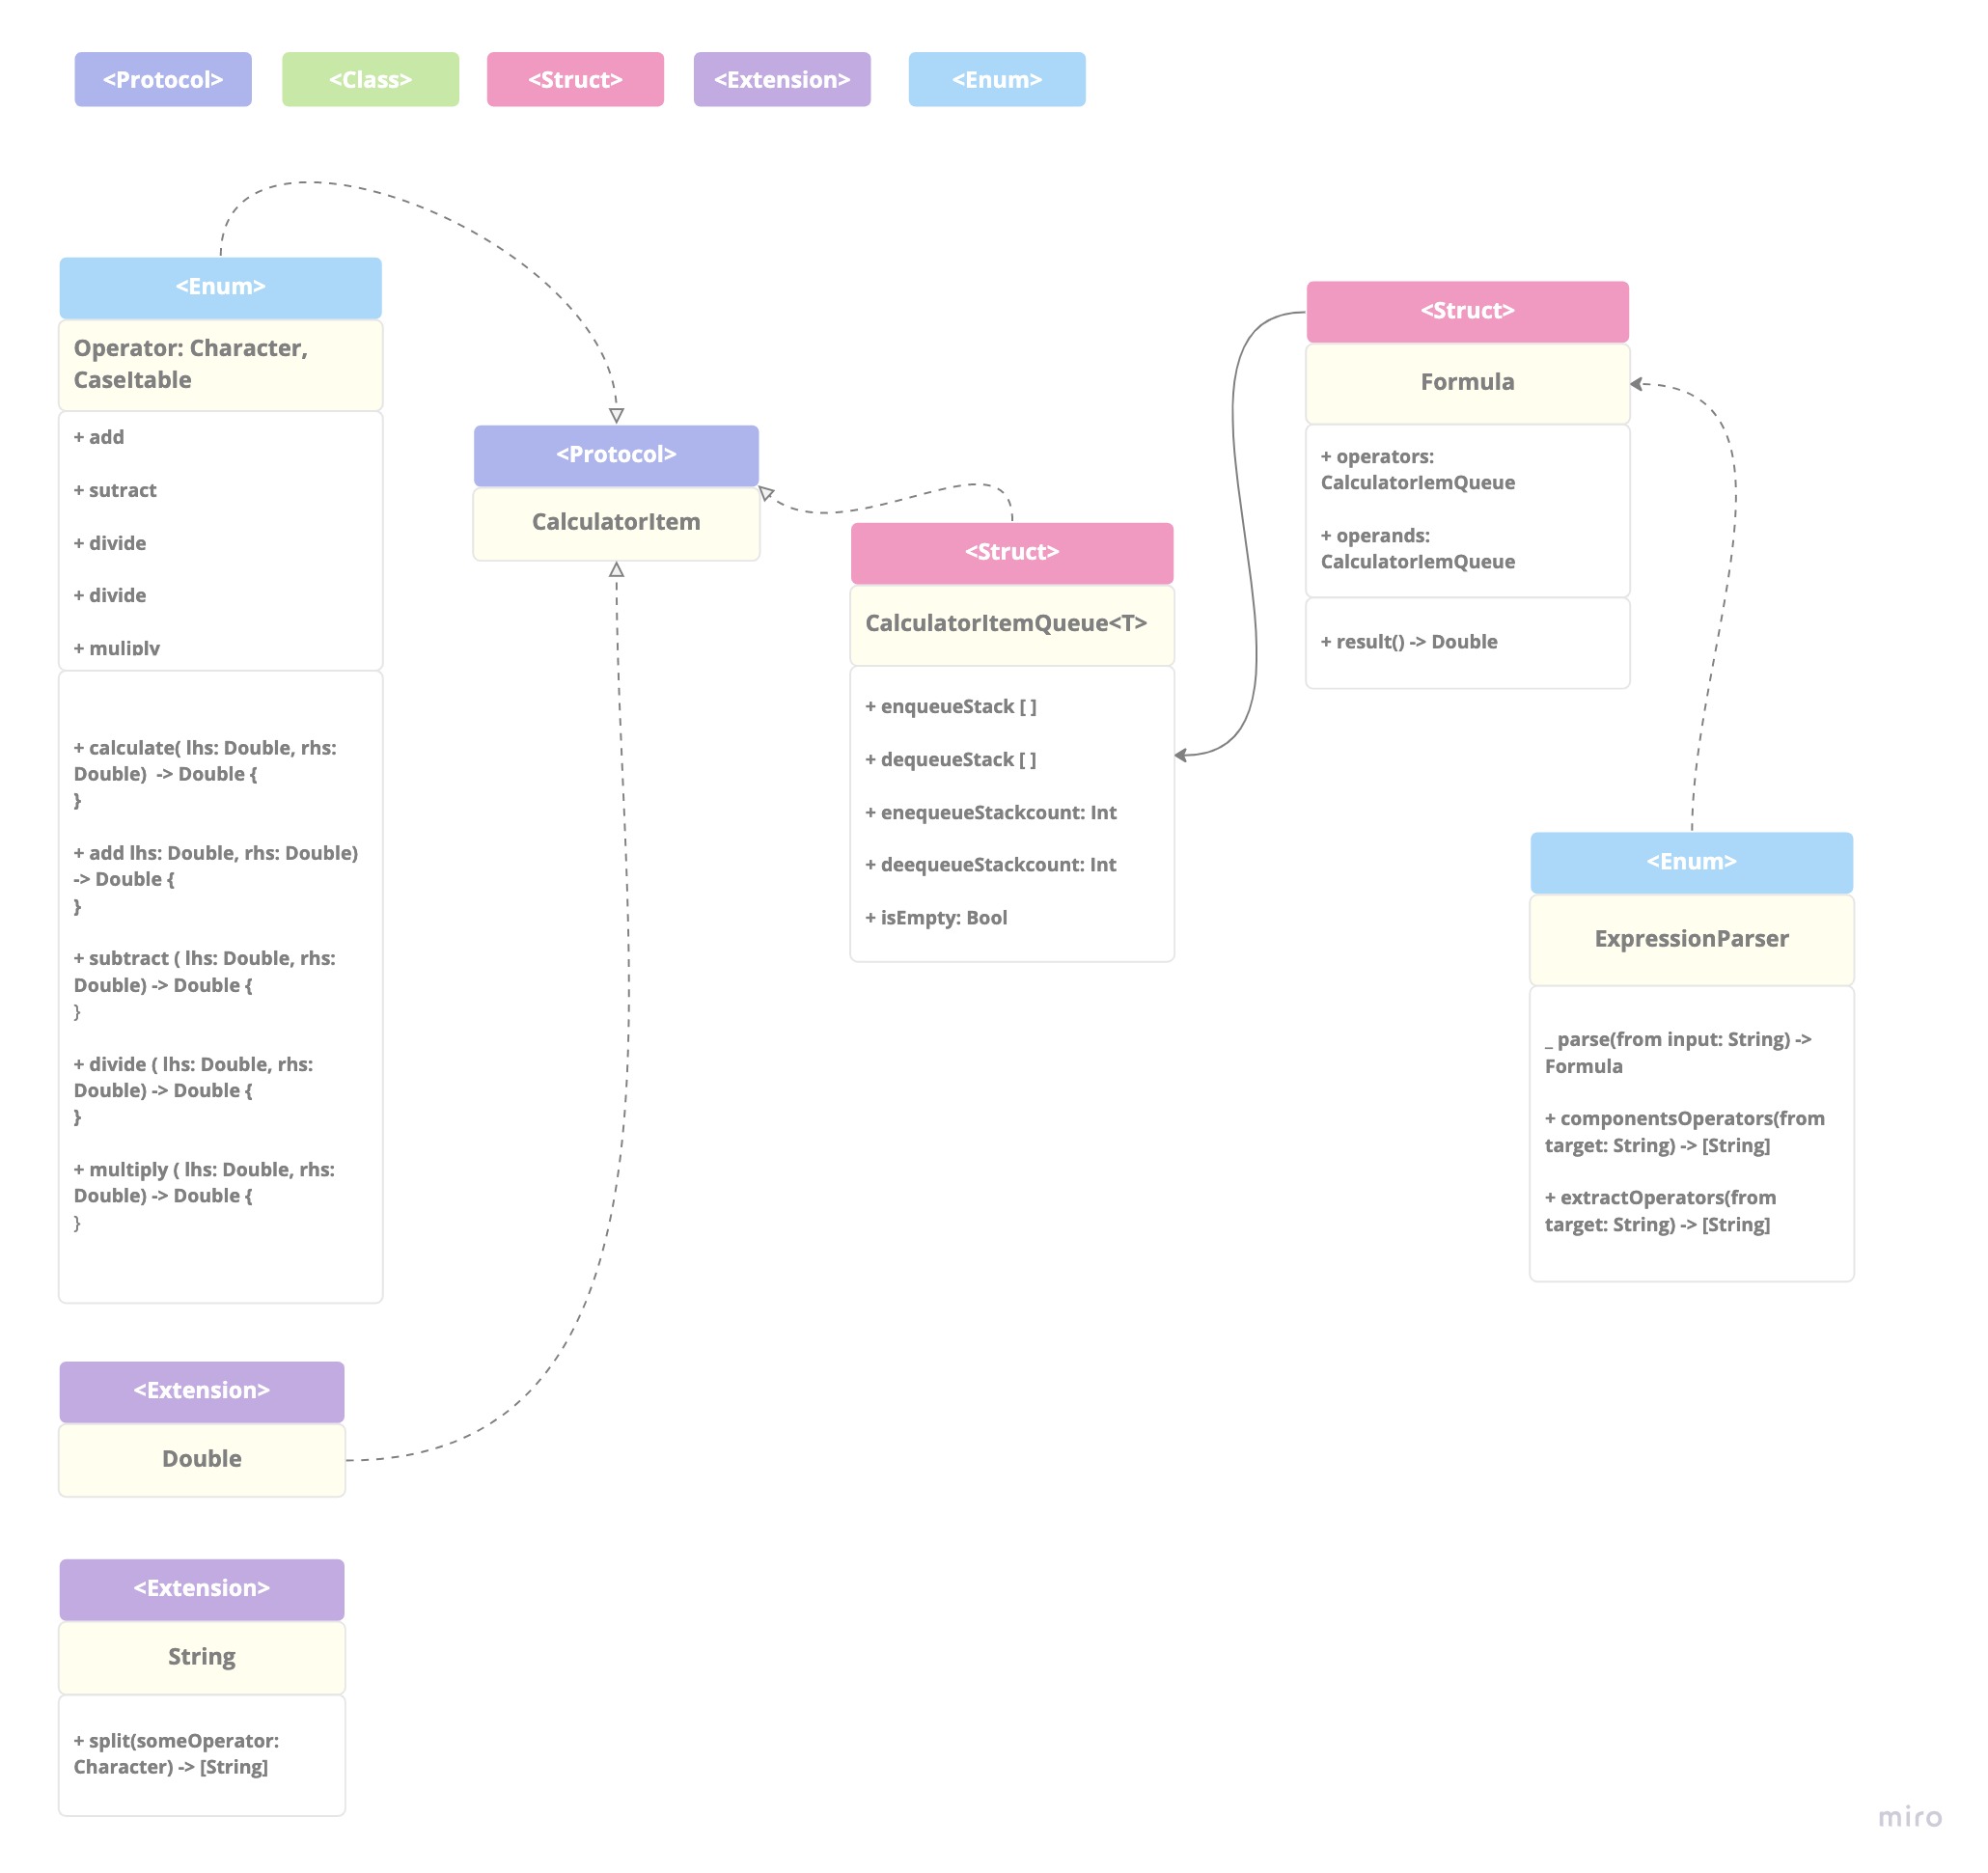 <Protocol>
<Class>
<Struct>
<Extension>
<Enum>
<Enum>
Operator: Character,
CaseItable
+ add
+ sutract
+ divide
+ divide
+ muliply
+ calculate( lhs: Double, rhs:
Double)  -> Double {
}
+ add lhs: Double, rhs: Double)
-> Double {
}
+ subtract ( lhs: Double, rhs:
Double) -> Double {
}
+ divide ( lhs: Double, rhs:
Double) -> Double {
}
+ multiply ( lhs: Double, rhs:
Double) -> Double {
}
<Protocol>
CalculatorItem
<Struct>
CalculatorItemQueue<T>
+ enqueueStack [ ]
+ dequeueStack [ ]
+ enequeueStackcount: Int
+ deequeueStackcount: Int
+ isEmpty: Bool
<Struct>
Formula
+ operators:
CalculatorIemQueue
+ operands:
CalculatorIemQueue
+ result() -> Double
<Enum>
ExpressionParser
_ parse(from input: String) ->
Formula
+ componentsOperators(from
target: String) -> [String]
+ extractOperators(from
target: String) -> [String]
<Extension>
Double
<Extension>
String
+ split(someOperator:
Character) -> [String]
miro